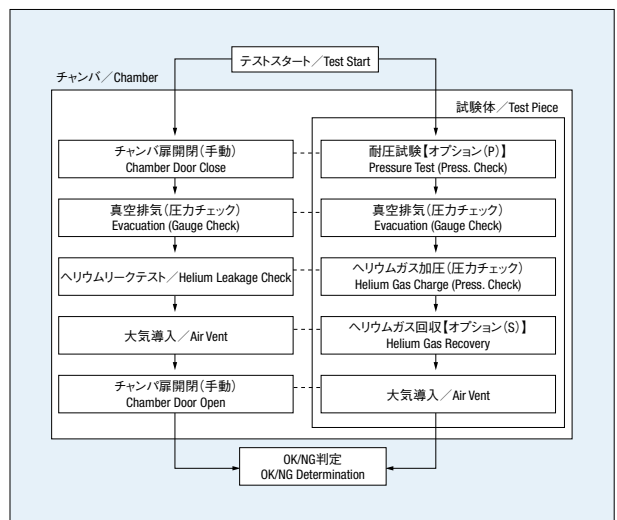 テストスタート／Test Start
チャンバ／Chamber
試験体／Test Piece
チャンバ扉開閉（手動）
Chamber Door Close
耐圧試験【オプション（P）】
Pressure Test (Press. Check)
真空排気（圧力チェック）
Evacuation (Gauge Check)
真空排気（圧力チェック）
Evacuation (Gauge Check)
ヘリウムリークテスト／Helium Leakage Check
ヘリウムガス加圧（圧力チェック）
Helium Gas Charge (Press. Check)
大気導入／Air Vent
ヘリウムガス回収【オプション（S）】
Helium Gas Recovery
チャンバ扉開閉（手動）
Chamber Door Open
大気導入／Air Vent
OK/NG判定
OK/NG Determination